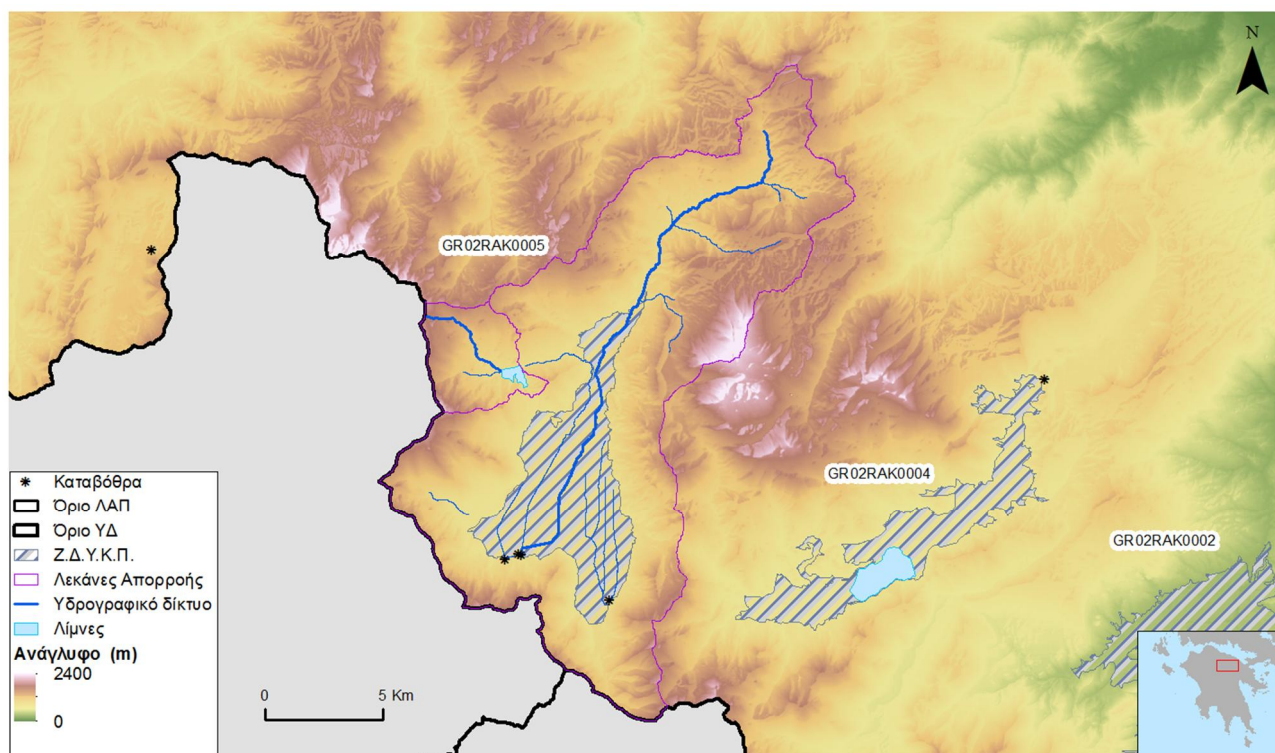 N
GR02RAK0005
GR02RAK0004
GR02RAK0002
Καταβόθρα
Όριο ΛΑΠ
Όριο ΥΔ
Ζ.Δ.Υ.Κ.Π.
Λεκάνες Απορροής
Υδρογραφικό δίκτυο
Λίμνες
Ανάγλυφο (m)
2400
0
0 5 Km